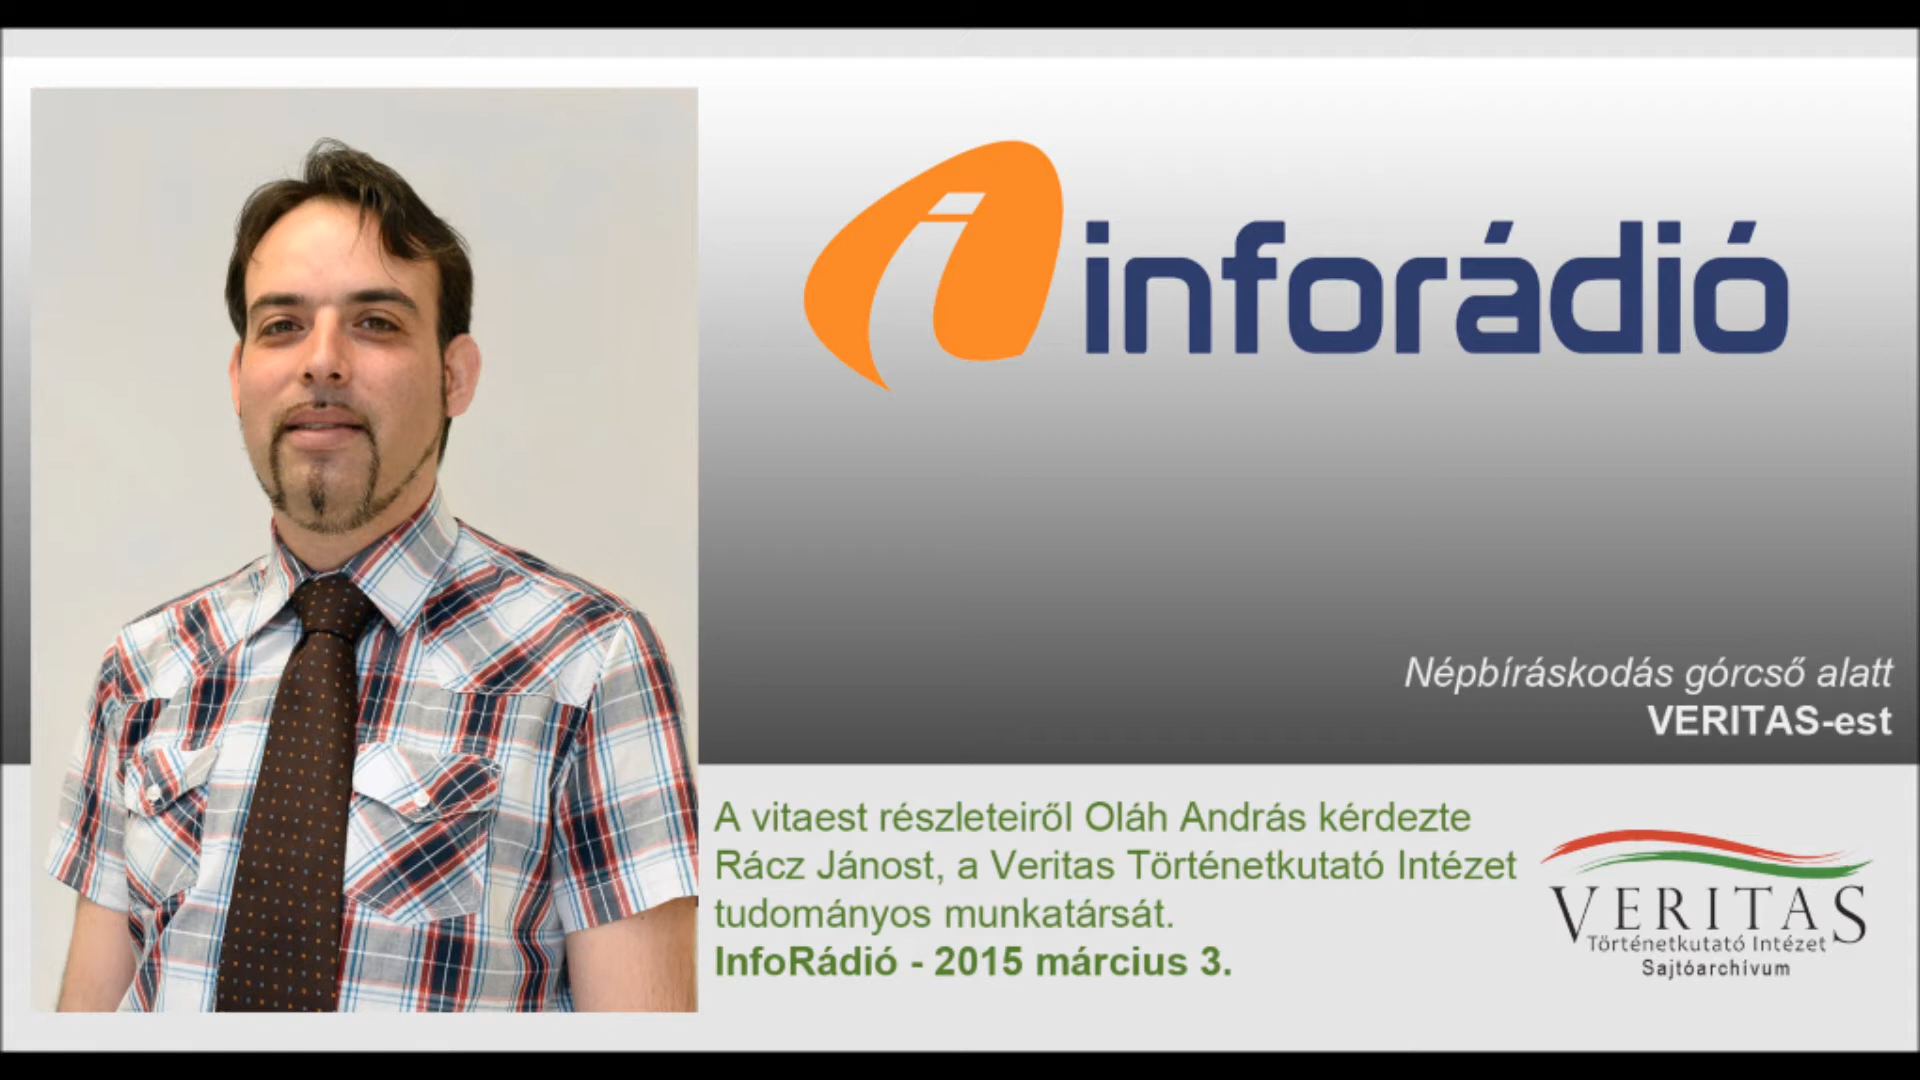 inforádió
Népbíráskodás górcső alatt
VERITAS-est
A vitaest részleteiről Oláh András kérdezte
Rácz Jánost, a Veritas Történetkutató Intézet
tudományos munkatársát.
InfoRádió - 2015 március 3.
VERITAS
Történetkutató Intézet
Sajtóarchívum